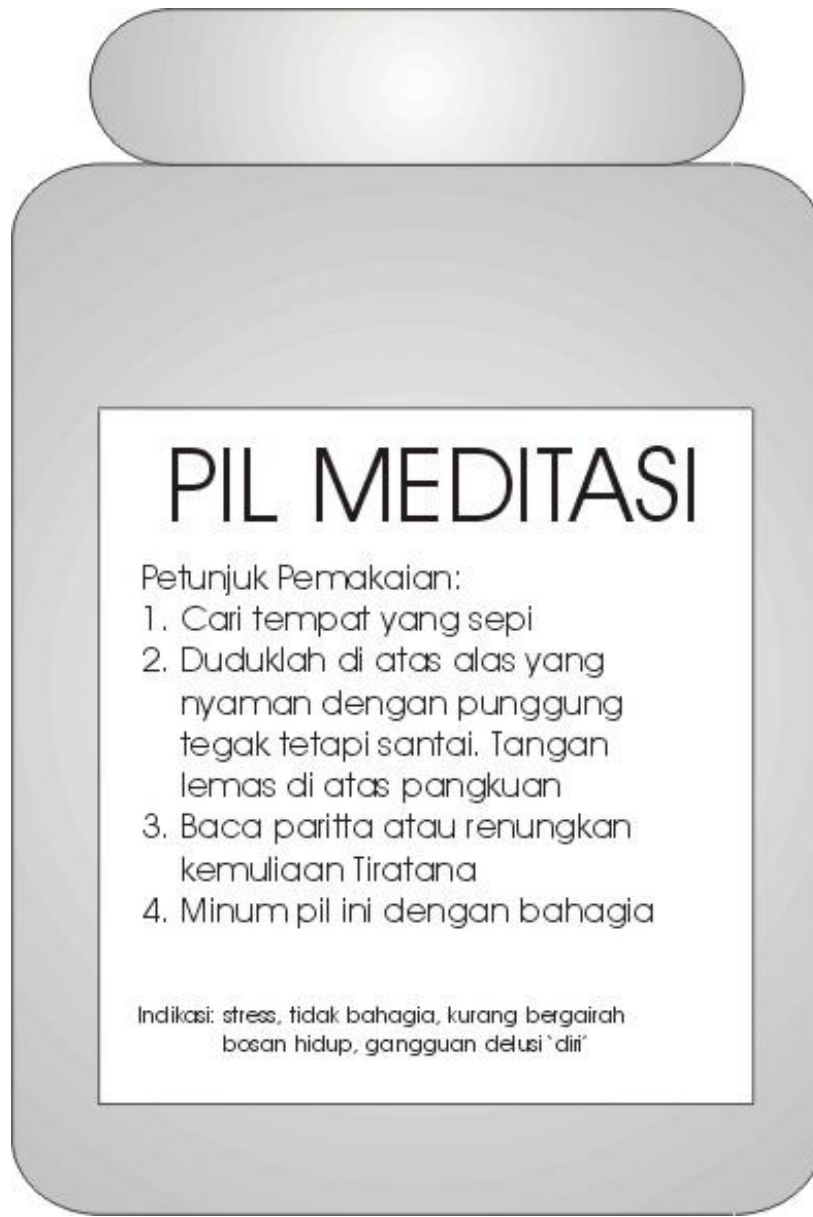 PIL MEDITASI
Petunjuk Pemakaian:
1. Cari tempat yang sepi
2. Duduklah di atas alas yang
nyaman dengan punggung
tegak tetapi santai. Tangan
lemas di atas pangkuan
3. Baca paritta atau renungkan
kemuliaan Tiratana
4. Minum pil ini dengan bahagia
Indikasi: stress, tidak bahagia, kurang bergairah
bosan hidup, gangguan delusi `diri'